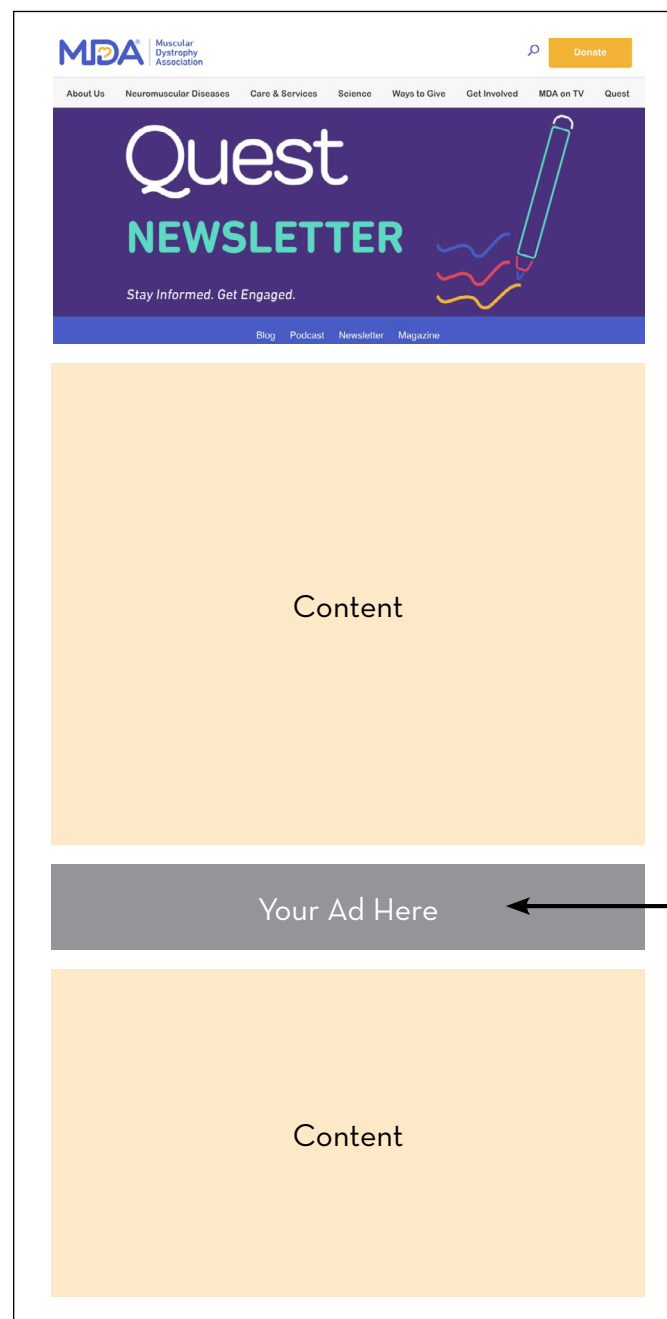 MDA Muscular
Dystrophy
Association
Donate
About Us Neuromuscular Diseases Care & Services Science Ways to Give Get Involved MDA on TV Quest
Quest
NEWSLETTER
Stay Informed. Get Engaged.
Blog Podcast Newsletter Magazine
Content
Your Ad Here
Content